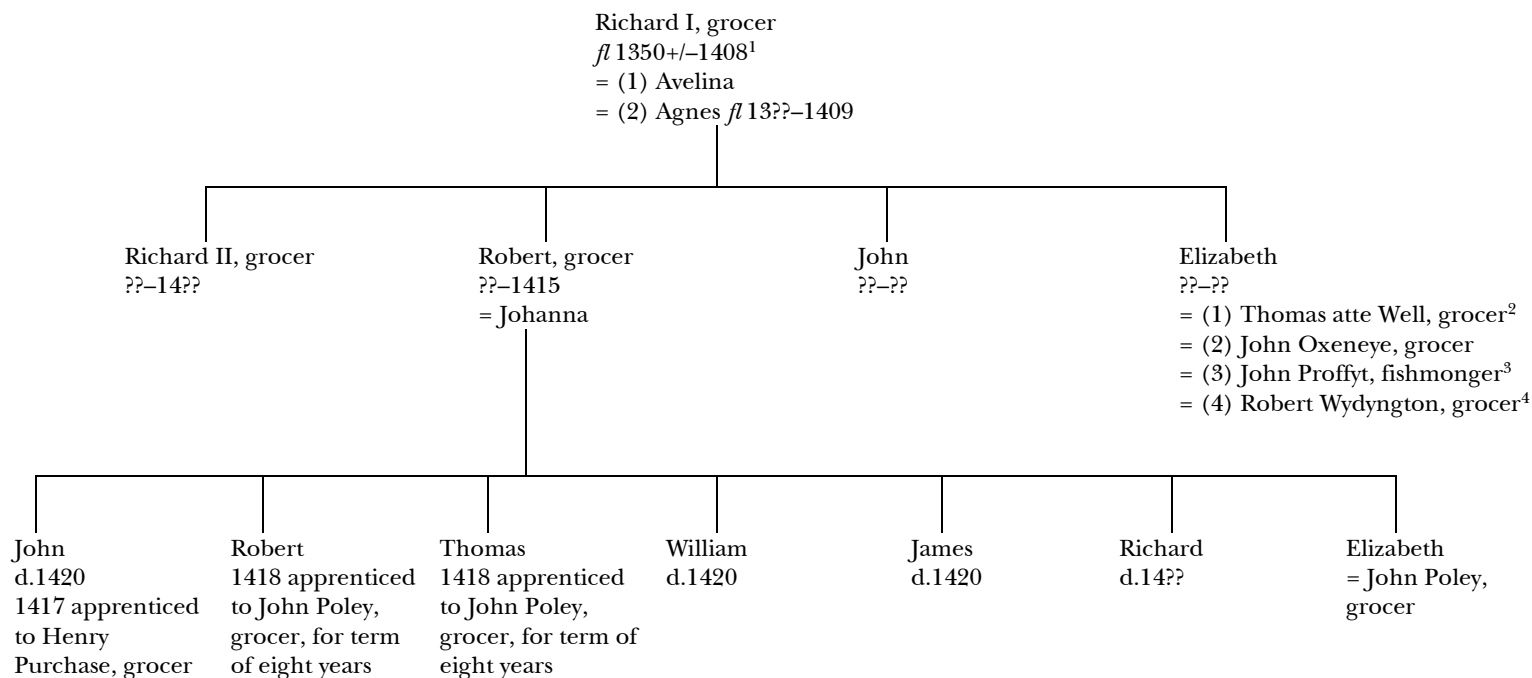 Richard I, grocer
fl 1350+/–1408¹
= (1) Avelina
= (2) Agnes fl 13??–1409
Richard II, grocer
??–14??
Robert, grocer
??–1415
= Johanna
John
??–??
Elizabeth
??–??
= (1) Thomas atte Well, grocer²
= (2) John Oxeneye, grocer
= (3) John Proffyt, fishmonger³
= (4) Robert Wydyngton, grocer⁴
John
d.1420
1417 apprenticed
to Henry
Purchase, grocer
Robert
1418 apprenticed
to John Poley,
grocer, for term
of eight years
Thomas
1418 apprenticed
to John Poley,
grocer, for term of
eight years
William
d.1420
James
d.1420
Richard
d.14??
Elizabeth
= John Poley,
grocer